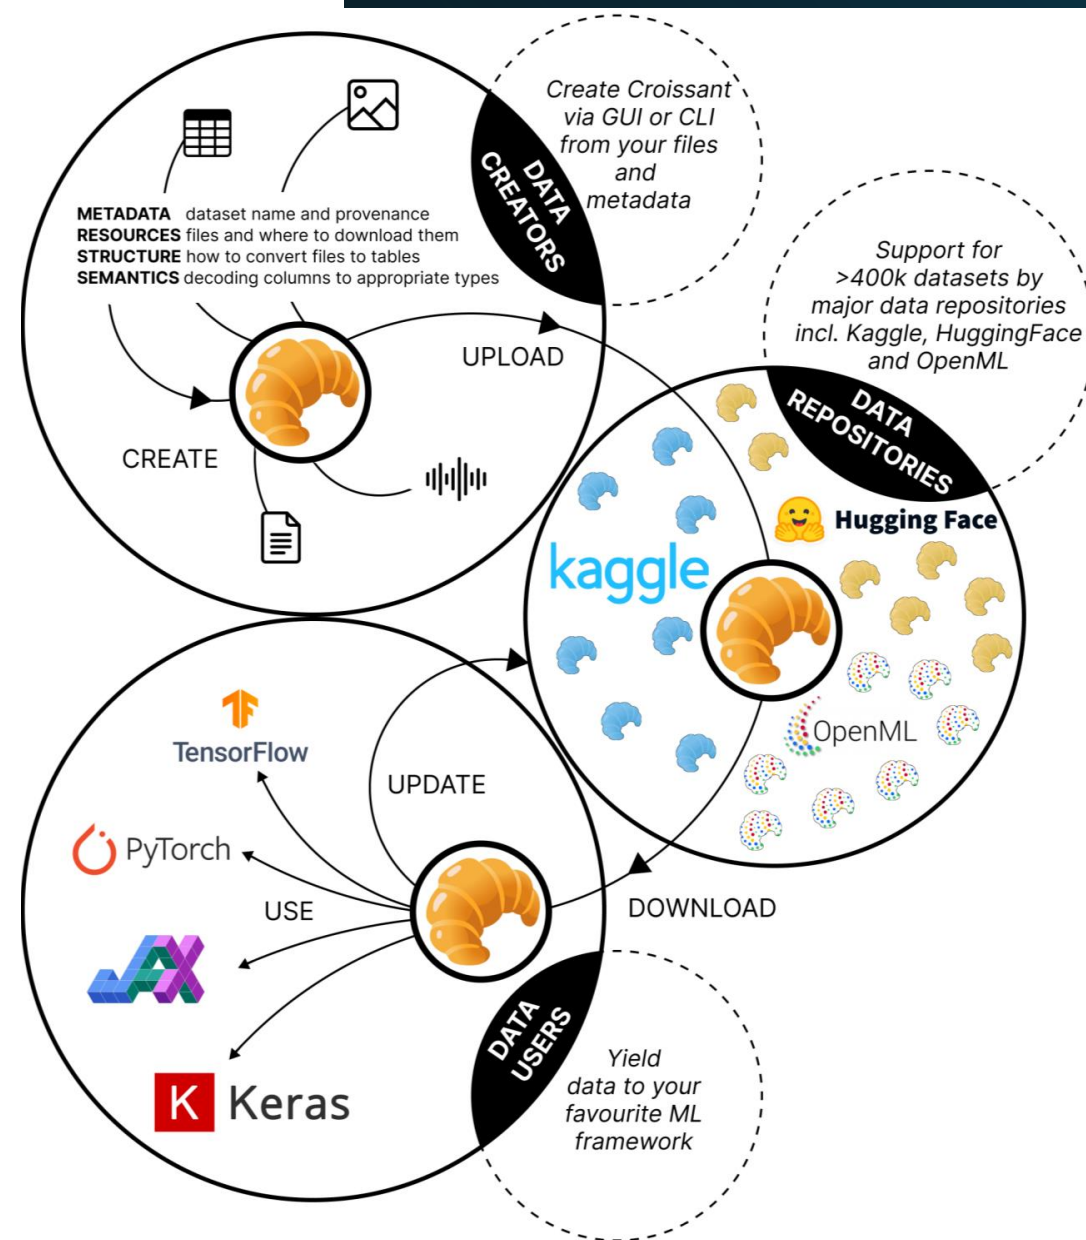 Create Croissant
via GUI or CLI
from your files
and
metadata
DATA
CREATORS
METADATA dataset name and provenance
RESOURCES files and where to download them
STRUCTURE how to convert files to tables
SEMANTICS decoding columns to appropriate types
Support for
>400k datasets by
major data repositories
incl. Kaggle, HuggingFace
and OpenML
UPLOAD
DATA
REPOSITORIES
CREATE
Hugging Face
kaggle
TensorFlow
OpenML
UPDATE
PyTorch
USE
DOWNLOAD
JAX
DATA
USERS
Yield
data to your
favourite ML
framework
K Keras